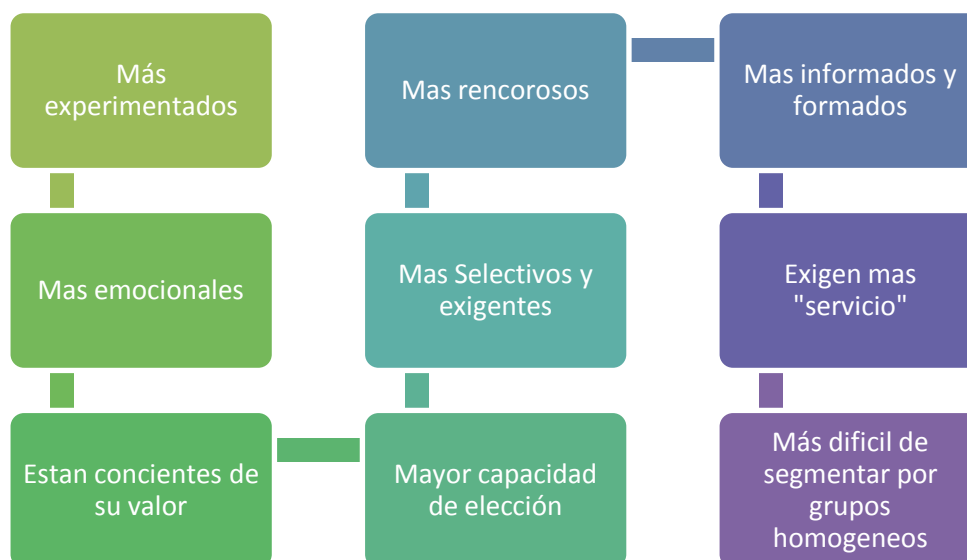 Más
experimentados
Mas emocionales
Estan concientes de
su valor
Mayor capacidad
de elección
Mas Selectivos y
exigentes
Mas rencorosos
Mas informados y
formados
Exigen mas
"servicio"
Más dificil de
segmentar por
grupos
homogeneos